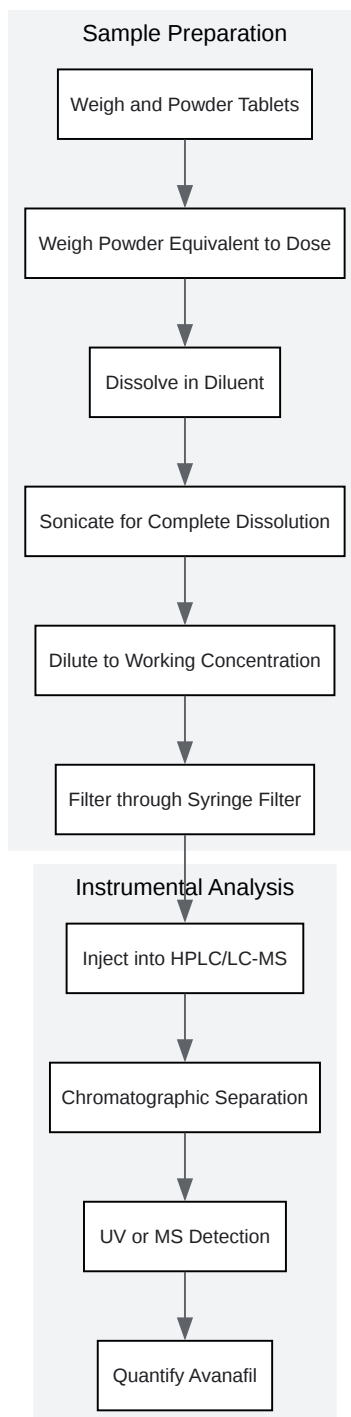 Sample Preparation
Weigh and Powder Tablets
Weigh Powder Equivalent to Dose
Dissolve in Diluent
Sonicate for Complete Dissolution
Dilute to Working Concentration
Filter through Syringe Filter
Instrumental Analysis
Inject into HPLC/LC-MS
Chromatographic Separation
UV or MS Detection
Quantify Avanafil